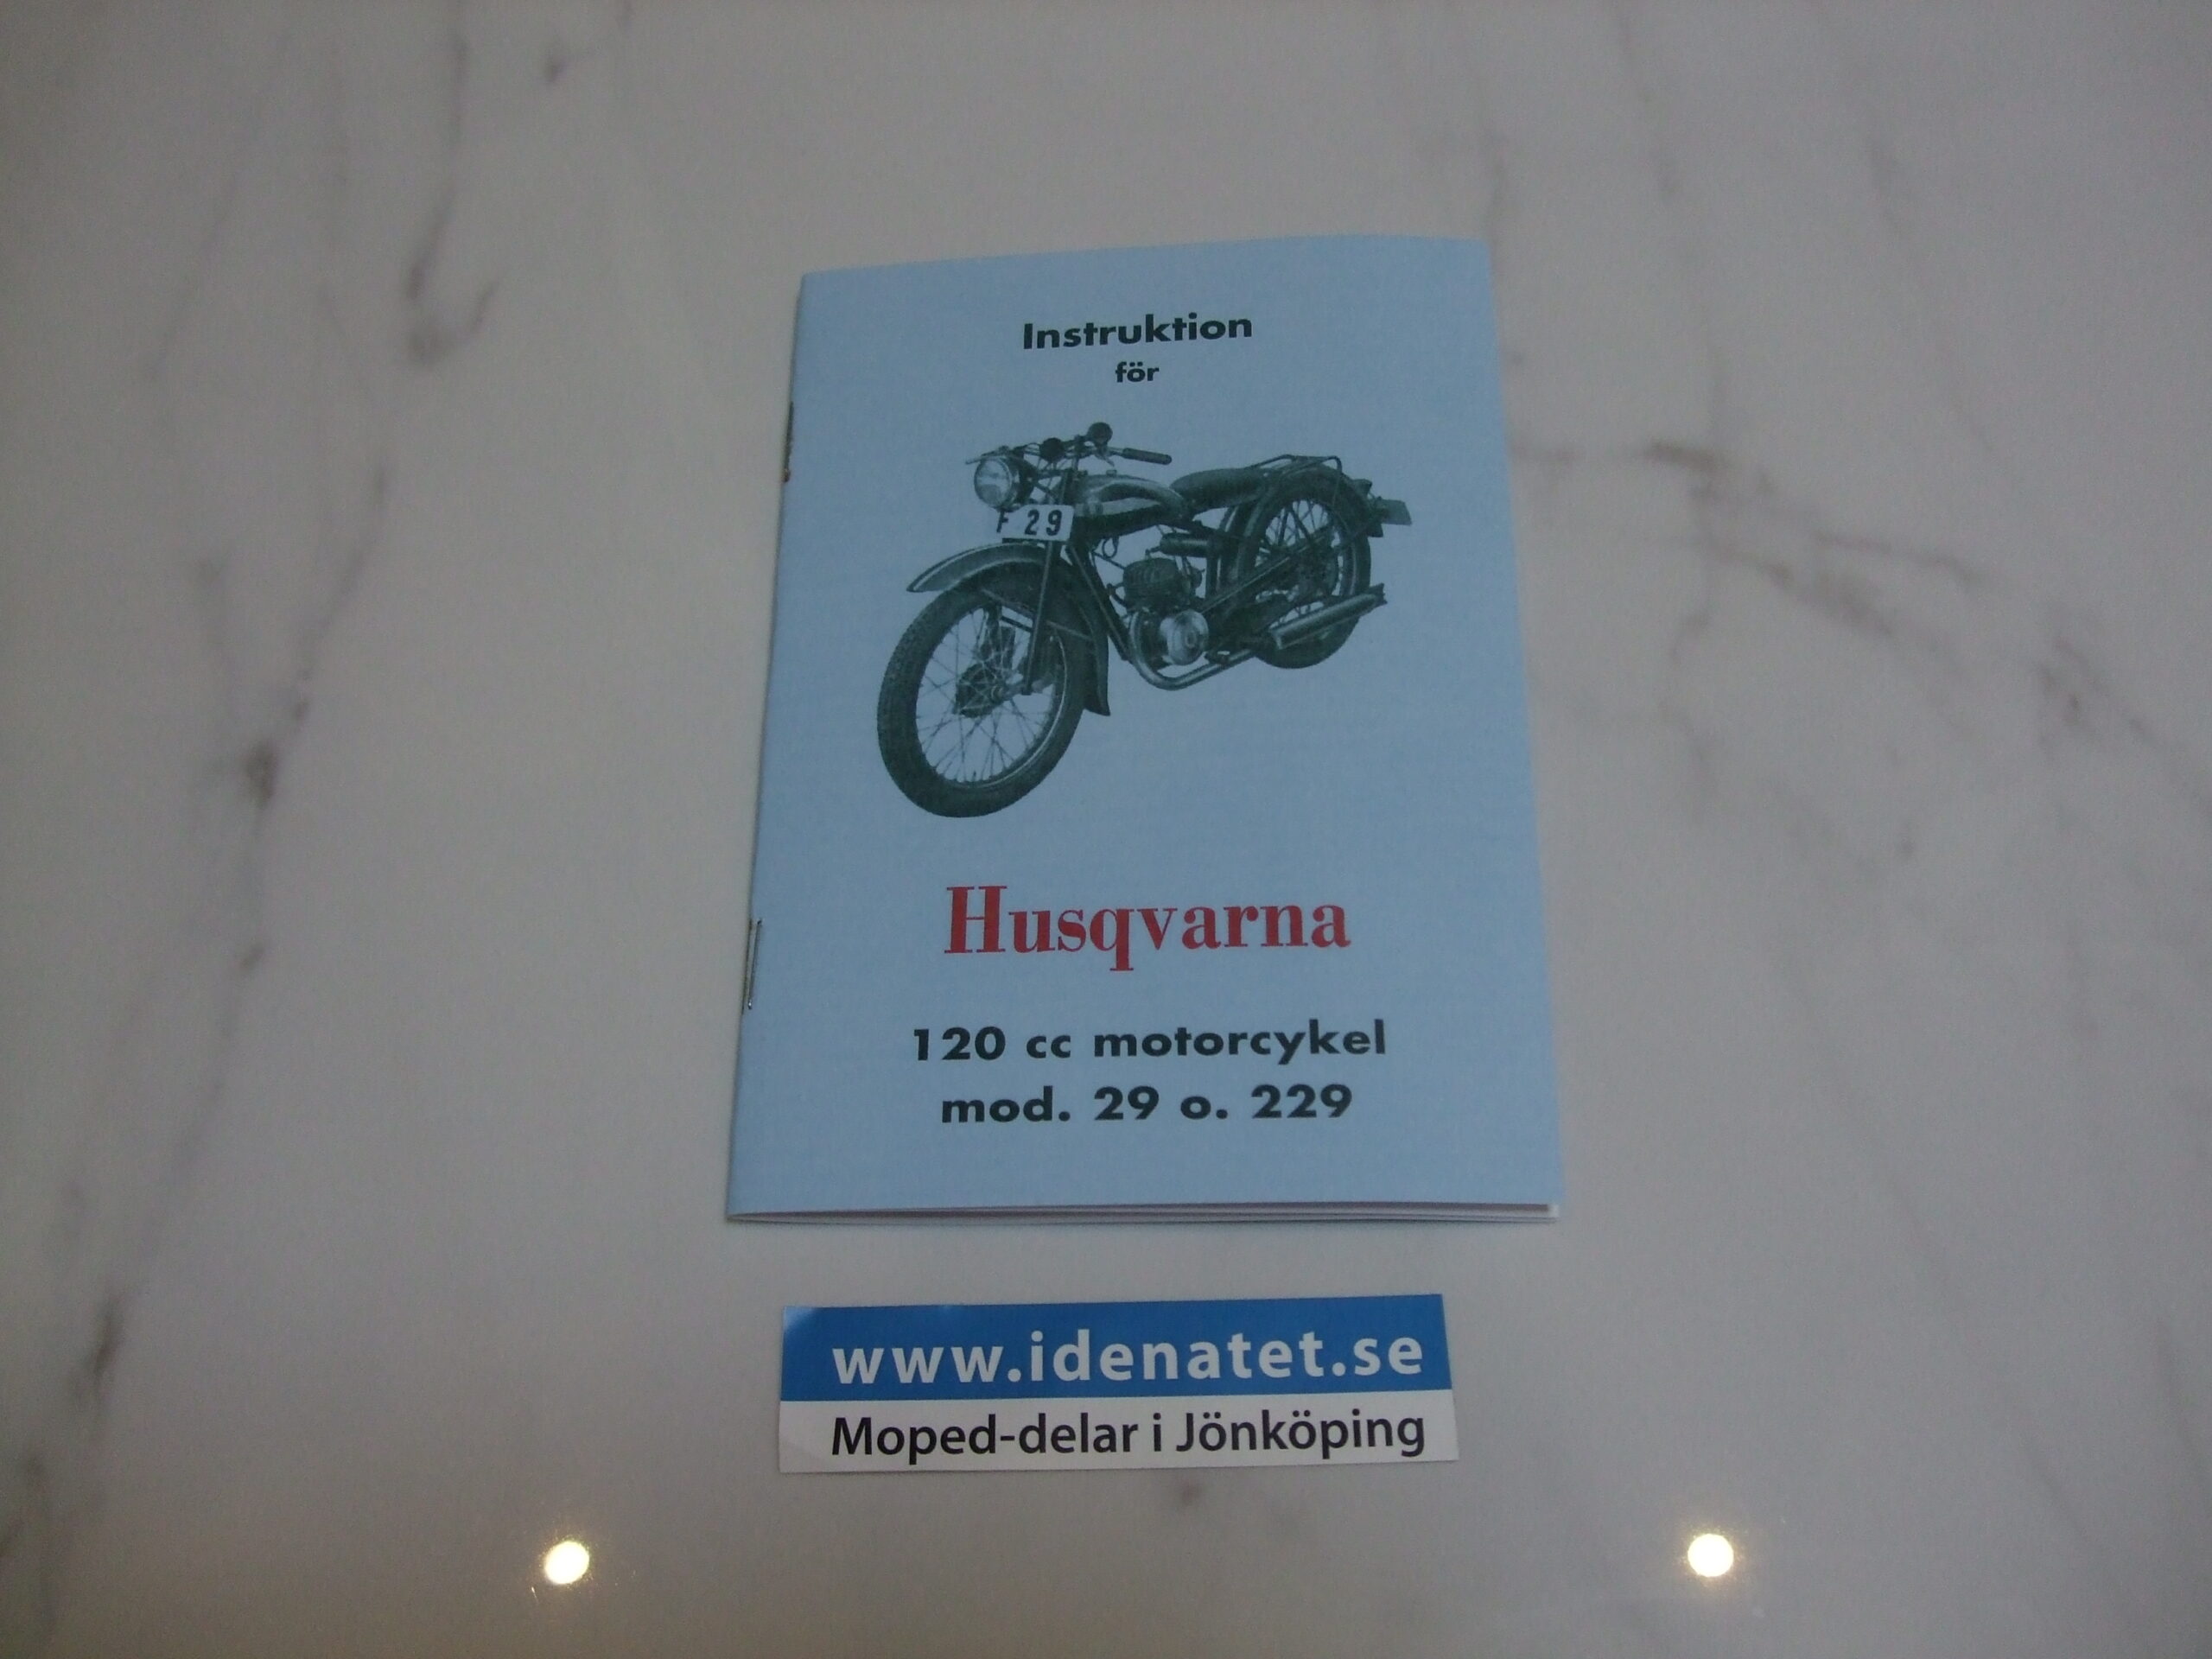 Instruktion
för
F 29
Husqvarna
120 cc motorcykel
mod. 29 o. 229
www.idenatet.se
Moped-delar i Jönköping